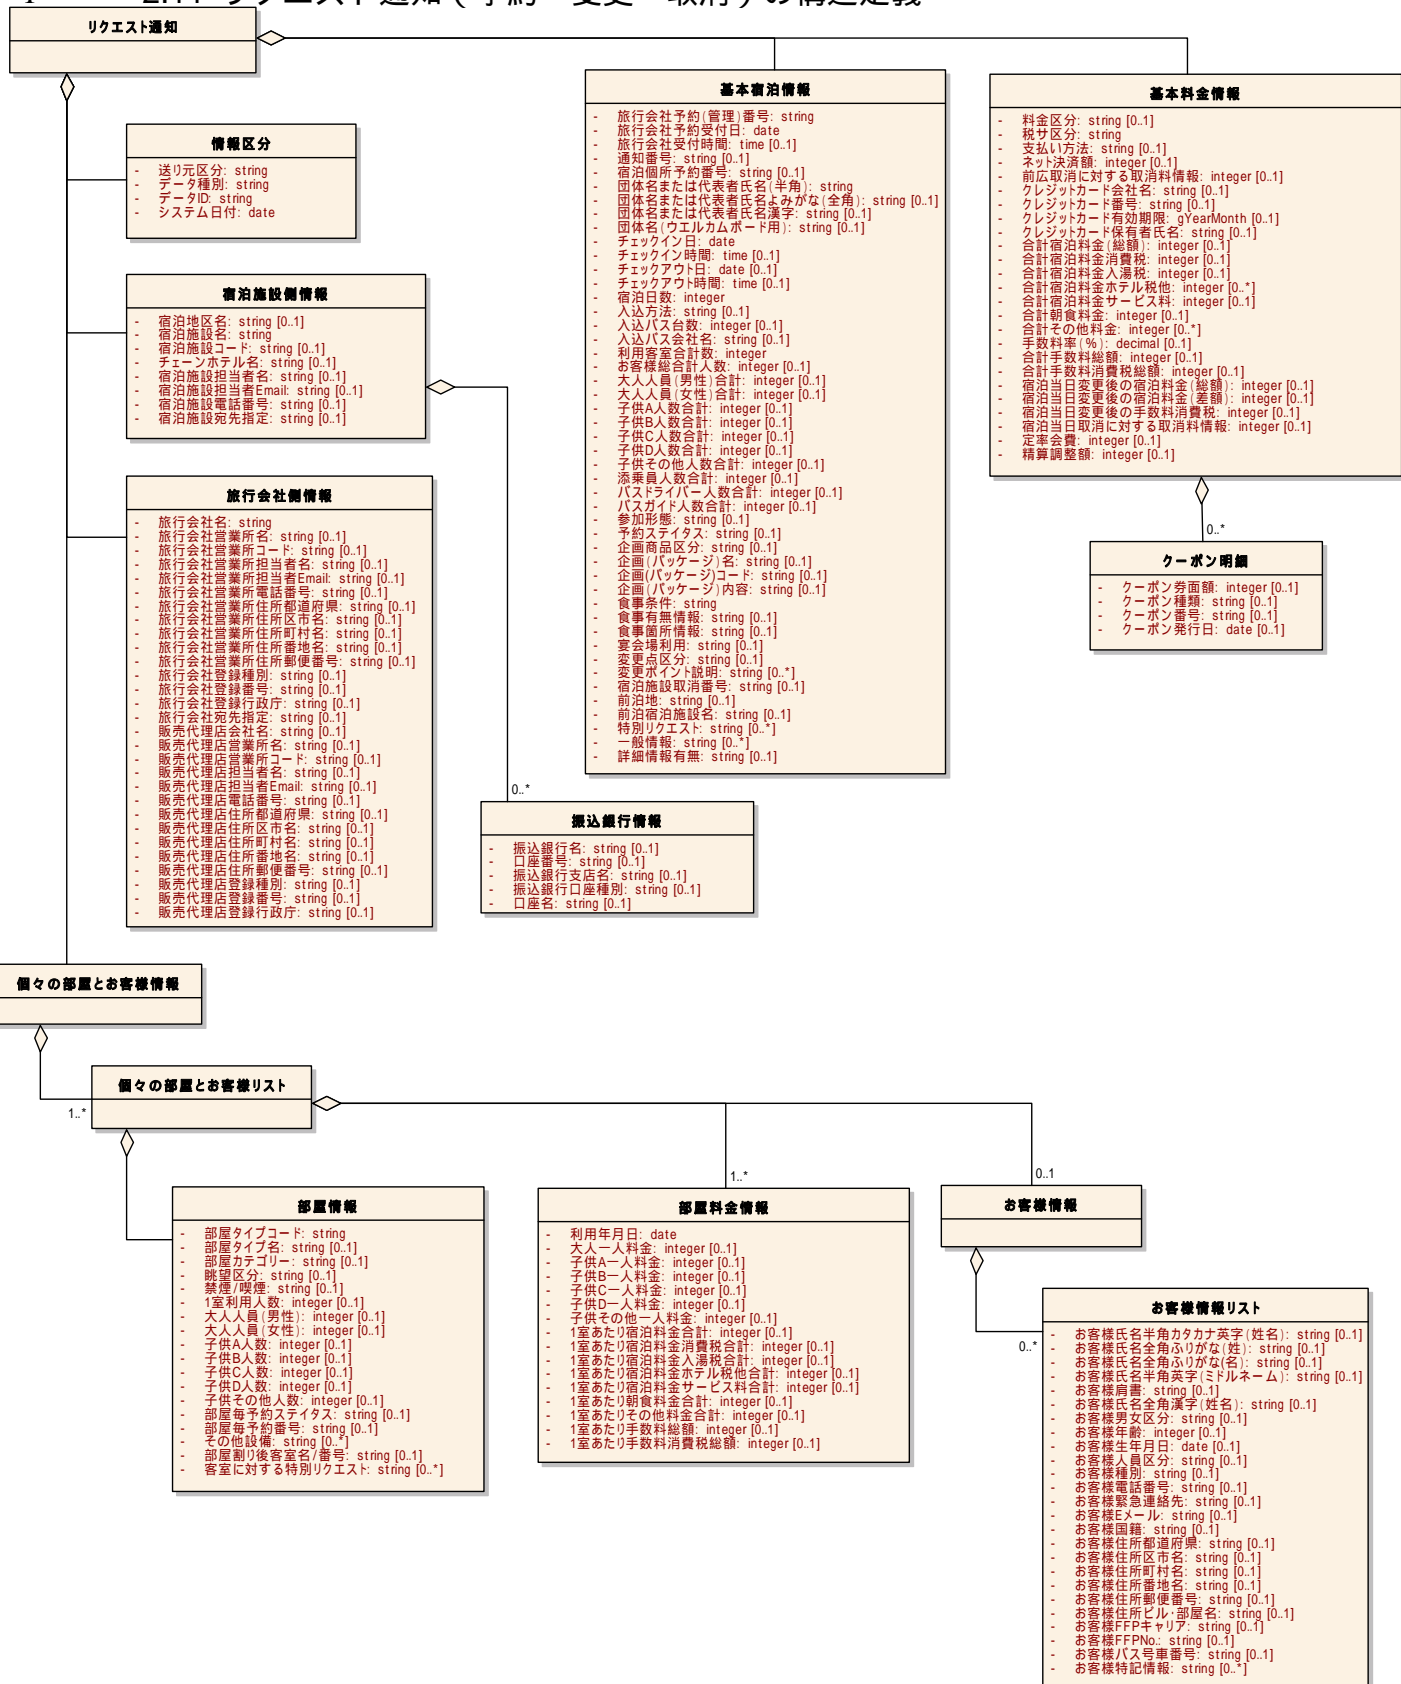 リクエスト通知
情報区分
- 送り元区分: string
- データ種別: string
- データID: string
- システム日付: date
宿泊施設側情報
- 宿泊地区名: string [0..1]
- 宿泊施設名: string
- 宿泊施設コード: string [0..1]
- チェーンホテル名: string [0..1]
- 宿泊施設担当者名: string [0..1]
- 宿泊施設担当者Email: string [0..1]
- 宿泊施設電話番号: string [0..1]
- 宿泊施設宛先指定: string [0..1]
旅行会社側情報
- 旅行会社名: string
- 旅行会社営業所名: string [0..1]
- 旅行会社営業所コード: string [0..1]
- 旅行会社営業所担当者名: string [0..1]
- 旅行会社営業所担当者Email: string [0..1]
- 旅行会社営業所電話番号: string [0..1]
- 旅行会社営業所住所都道府県: string [0..1]
- 旅行会社営業所住所区市名: string [0..1]
- 旅行会社営業所住所町村名: string [0..1]
- 旅行会社営業所住所番地名: string [0..1]
- 旅行会社営業所住所郵便番号: string [0..1]
- 旅行会社登録種別: string [0..1]
- 旅行会社登録番号: string [0..1]
- 旅行会社登録行政庁: string [0..1]
- 旅行会社宛先指定: string [0..1]
- 販売代理店会社名: string [0..1]
- 販売代理店営業所名: string [0..1]
- 販売代理店営業所コード: string [0..1]
- 販売代理店担当者名: string [0..1]
- 販売代理店担当者Email: string [0..1]
- 販売代理店電話番号: string [0..1]
- 販売代理店住所都道府県: string [0..1]
- 販売代理店住所区市名: string [0..1]
- 販売代理店住所町村名: string [0..1]
- 販売代理店住所番地名: string [0..1]
- 販売代理店住所郵便番号: string [0..1]
- 販売代理店登録種別: string [0..1]
- 販売代理店登録番号: string [0..1]
- 販売代理店登録行政庁: string [0..1]
基本宿泊情報
- 旅行会社予約(管理)番号: string
- 旅行会社予約受付日: date
- 旅行会社受付時間: time [0..1]
- 通知番号: string [0..1]
- 宿泊個所予約番号: string [0..1]
- 団体名または代表者氏名(半角): string
- 団体名または代表者氏名よみがな(全角): string [0..1]
- 団体名または代表者氏名漢字: string [0..1]
- 団体名(ウエルカムボード用): string [0..1]
- チェックイン日: date
- チェックイン時間: time [0..1]
- チェックアウト日: date [0..1]
- チェックアウト時間: time [0..1]
- 宿泊日数: integer
- 入込方法: string [0..1]
- 入込バス台数: integer [0..1]
- 入込バス会社名: string [0..1]
- 利用客室合計数: integer
- お客様総合計人数: integer [0..1]
- 大人人員(男性)合計: integer [0..1]
- 大人人員(女性)合計: integer [0..1]
- 子供A人数合計: integer [0..1]
- 子供B人数合計: integer [0..1]
- 子供C人数合計: integer [0..1]
- 子供D人数合計: integer [0..1]
- 子供その他人数合計: integer [0..1]
- 添乗員人数合計: integer [0..1]
- バスドライバー人数合計: integer [0..1]
- バスガイド人数合計: integer [0..1]
- 参加形態: string [0..1]
- 予約ステイタス: string [0..1]
- 企画商品区分: string [0..1]
- 企画(パッケージ)名: string [0..1]
- 企画(パッケージ)コード: string [0..1]
- 企画(パッケージ)内容: string [0..1]
- 食事条件: string
- 食事有無情報: string [0..1]
- 食事箇所情報: string [0..1]
- 宴会場利用: string [0..1]
- 変更点区分: string [0..1]
- 変更ポイント説明: string [0..*]
- 宿泊施設取消番号: string [0..1]
- 前泊地: string [0..1]
- 前泊宿泊施設名: string [0..1]
- 特別リクエスト: string [0..*]
- 一般情報: string [0..*]
- 詳細情報有無: string [0..1]
基本料金情報
- 料金区分: string [0..1]
- 税サ区分: string
- 支払い方法: string [0..1]
- ネット決済額: integer [0..1]
- 前広取消に対する取消料情報: integer [0..1]
- クレジットカード会社名: string [0..1]
- クレジットカード番号: string [0..1]
- クレジットカード有効期限: gYearMonth [0..1]
- クレジットカード保有者氏名: string [0..1]
- 合計宿泊料金(総額): integer [0..1]
- 合計宿泊料金消費税: integer [0..1]
- 合計宿泊料金入湯税: integer [0..1]
- 合計宿泊料金ホテル税他: integer [0..*]
- 合計宿泊料金サービス料: integer [0..1]
- 合計朝食料金: integer [0..1]
- 合計その他料金: integer [0..*]
- 手数料率(%): decimal [0..1]
- 合計手数料総額: integer [0..1]
- 合計手数料消費税総額: integer [0..1]
- 宿泊当日変更後の宿泊料金(総額): integer [0..1]
- 宿泊当日変更後の宿泊料金(差額): integer [0..1]
- 宿泊当日変更後の手数料消費税: integer [0..1]
- 宿泊当日取消に対する取消料情報: integer [0..1]
- 定率会費: integer [0..1]
- 精算調整額: integer [0..1]
0..*
クーポン明細
- クーポン券面額: integer [0..1]
- クーポン種類: string [0..1]
- クーポン番号: string [0..1]
- クーポン発行日: date [0..1]
0..*
振込銀行情報
- 振込銀行名: string [0..1]
- 口座番号: string [0..1]
- 振込銀行支店名: string [0..1]
- 振込銀行口座種別: string [0..1]
- 口座名: string [0..1]
個々の部屋とお客様情報
1..*
個々の部屋とお客様リスト
部屋情報
- 部屋タイプコード: string
- 部屋タイプ名: string [0..1]
- 部屋カテゴリー: string [0..1]
- 眺望区分: string [0..1]
- 禁煙/喫煙: string [0..1]
- 1室利用人数: integer [0..1]
- 大人人員(男性): integer [0..1]
- 大人人員(女性): integer [0..1]
- 子供A人数: integer [0..1]
- 子供B人数: integer [0..1]
- 子供C人数: integer [0..1]
- 子供D人数: integer [0..1]
- 子供その他人数: integer [0..1]
- 部屋毎予約ステイタス: string [0..1]
- 部屋毎予約番号: string [0..1]
- その他設備: string [0..*]
- 部屋割り後客室名/番号: string [0..1]
- 客室に対する特別リクエスト: string [0..*]
1..*
部屋料金情報
- 利用年月日: date
- 大人一人料金: integer [0..1]
- 子供A一人料金: integer [0..1]
- 子供B一人料金: integer [0..1]
- 子供C一人料金: integer [0..1]
- 子供D一人料金: integer [0..1]
- 子供その他一人料金: integer [0..1]
- 1室あたり宿泊料金合計: integer [0..1]
- 1室あたり宿泊料金消費税合計: integer [0..1]
- 1室あたり宿泊料金入湯税合計: integer [0..1]
- 1室あたり宿泊料金ホテル税他合計: integer [0..1]
- 1室あたり宿泊料金サービス料合計: integer [0..1]
- 1室あたり朝食料金合計: integer [0..1]
- 1室あたりその他料金合計: integer [0..1]
- 1室あたり手数料総額: integer [0..1]
- 1室あたり手数料消費税総額: integer [0..1]
0..1
お客様情報
0..*
お客様情報リスト
- お客様氏名半角カタカナ英字(姓名): string [0..1]
- お客様氏名全角ふりがな(姓): string [0..1]
- お客様氏名全角ふりがな(名): string [0..1]
- お客様氏名半角英字(ミドルネーム): string [0..1]
- お客様肩書: string [0..1]
- お客様氏名全角漢字(姓名): string [0..1]
- お客様男女区分: string [0..1]
- お客様年齢: integer [0..1]
- お客様生年月日: date [0..1]
- お客様人員区分: string [0..1]
- お客様種別: string [0..1]
- お客様電話番号: string [0..1]
- お客様緊急連絡先: string [0..1]
- お客様Eメール: string [0..1]
- お客様国籍: string [0..1]
- お客様住所都道府県: string [0..1]
- お客様住所区市名: string [0..1]
- お客様住所町村名: string [0..1]
- お客様住所番地名: string [0..1]
- お客様住所郵便番号: string [0..1]
- お客様住所ビル・部屋名: string [0..1]
- お客様FFPキャリア: string [0..1]
- お客様FFPNo.: string [0..1]
- お客様バス号車番号: string [0..1]
- お客様特記情報: string [0..*]